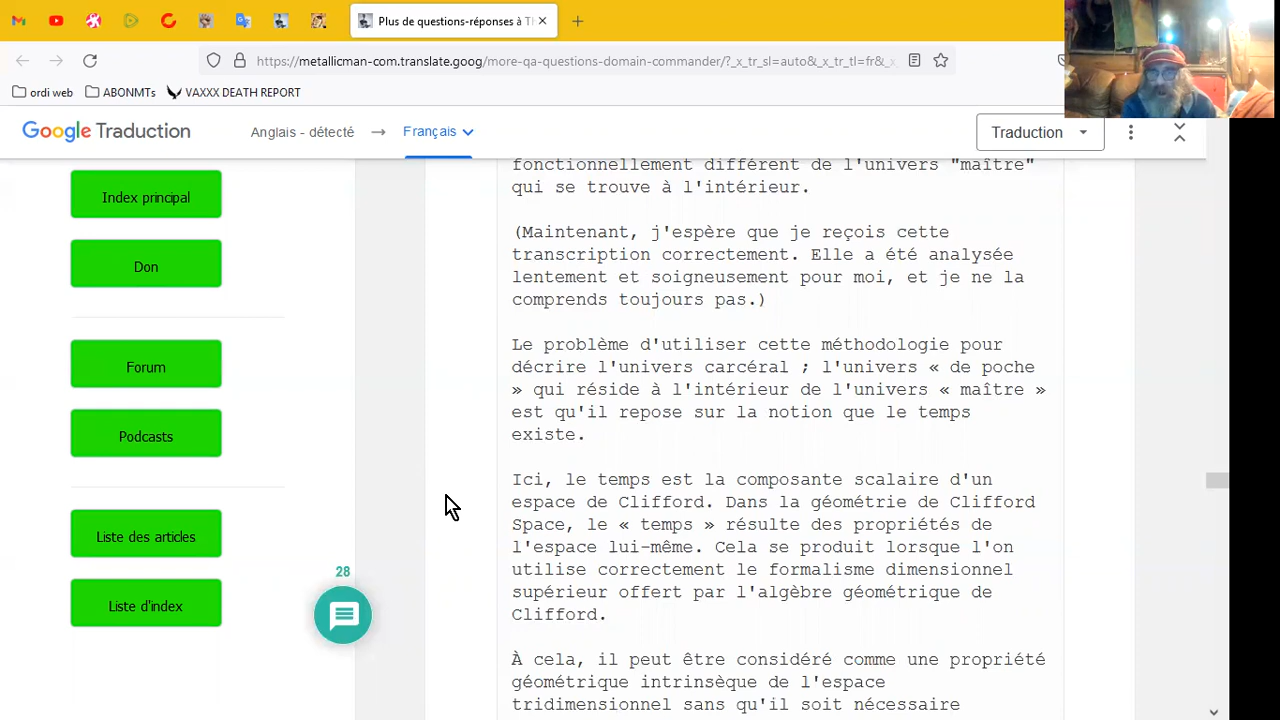 Plus de questions-réponses à Th
https://metallicman-com.translate.goog/more-qa-questions-domain-commander/?_x_tr_sl=auto&_x_tr_tl=fr&_x
ordi web
ABONMTs
VAXXX DEATH REPORT
Google Traduction
Anglais - détecté
Français
Traduction
Index principal
Don
Forum
Podcasts
Liste des articles
Liste d'index
28
fonctionnellement différent de l'univers "maître"
qui se trouve à l'intérieur.
(Maintenant, j'espère que je reçois cette
transcription correctement. Elle a été analysée
lentement et soigneusement pour moi, et je ne la
comprends toujours pas.)
Le problème d'utiliser cette méthodologie pour
décrire l'univers carcéral ; l'univers « de poche
» qui réside à l'intérieur de l'univers « maître »
est qu'il repose sur la notion que le temps
existe.
Ici, le temps est la composante scalaire d'un
espace de Clifford. Dans la géométrie de Clifford
Space, le « temps » résulte des propriétés de
l'espace lui-même. Cela se produit lorsque l'on
utilise correctement le formalisme dimensionnel
supérieur offert par l'algèbre géométrique de
Clifford.
À cela, il peut être considéré comme une propriété
géométrique intrinsèque de l'espace
tridimensionnel sans qu'il soit nécessaire